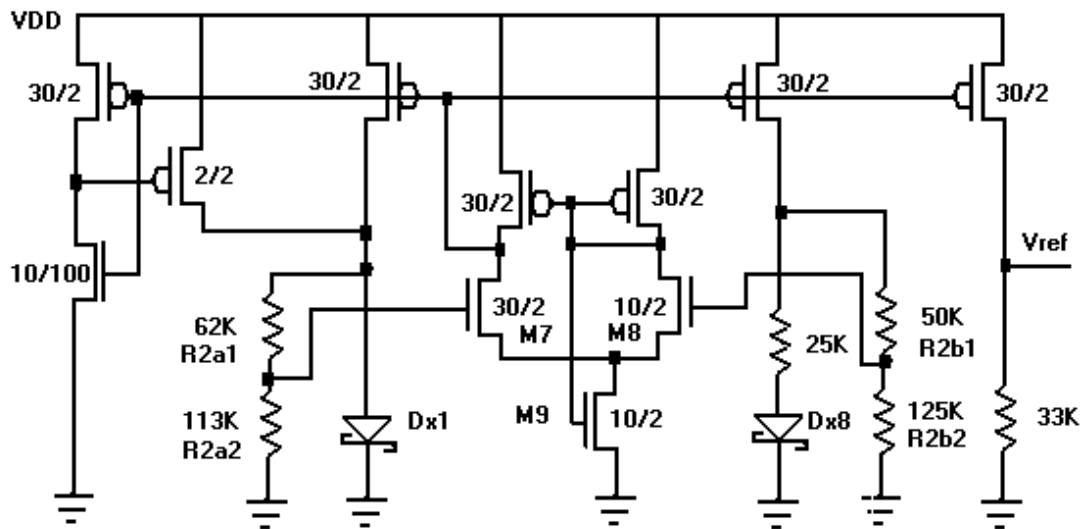 VDD
30/2
30/2
30/2
30/2
2/2
30/2
30/2
Vref
10/100
30/2
10/2
62K
R2a1
M7
M8
25K
50K
R2b1
M9
10/2
113K
R2a2
Dx1
Dx8
125K
R2b2
33K